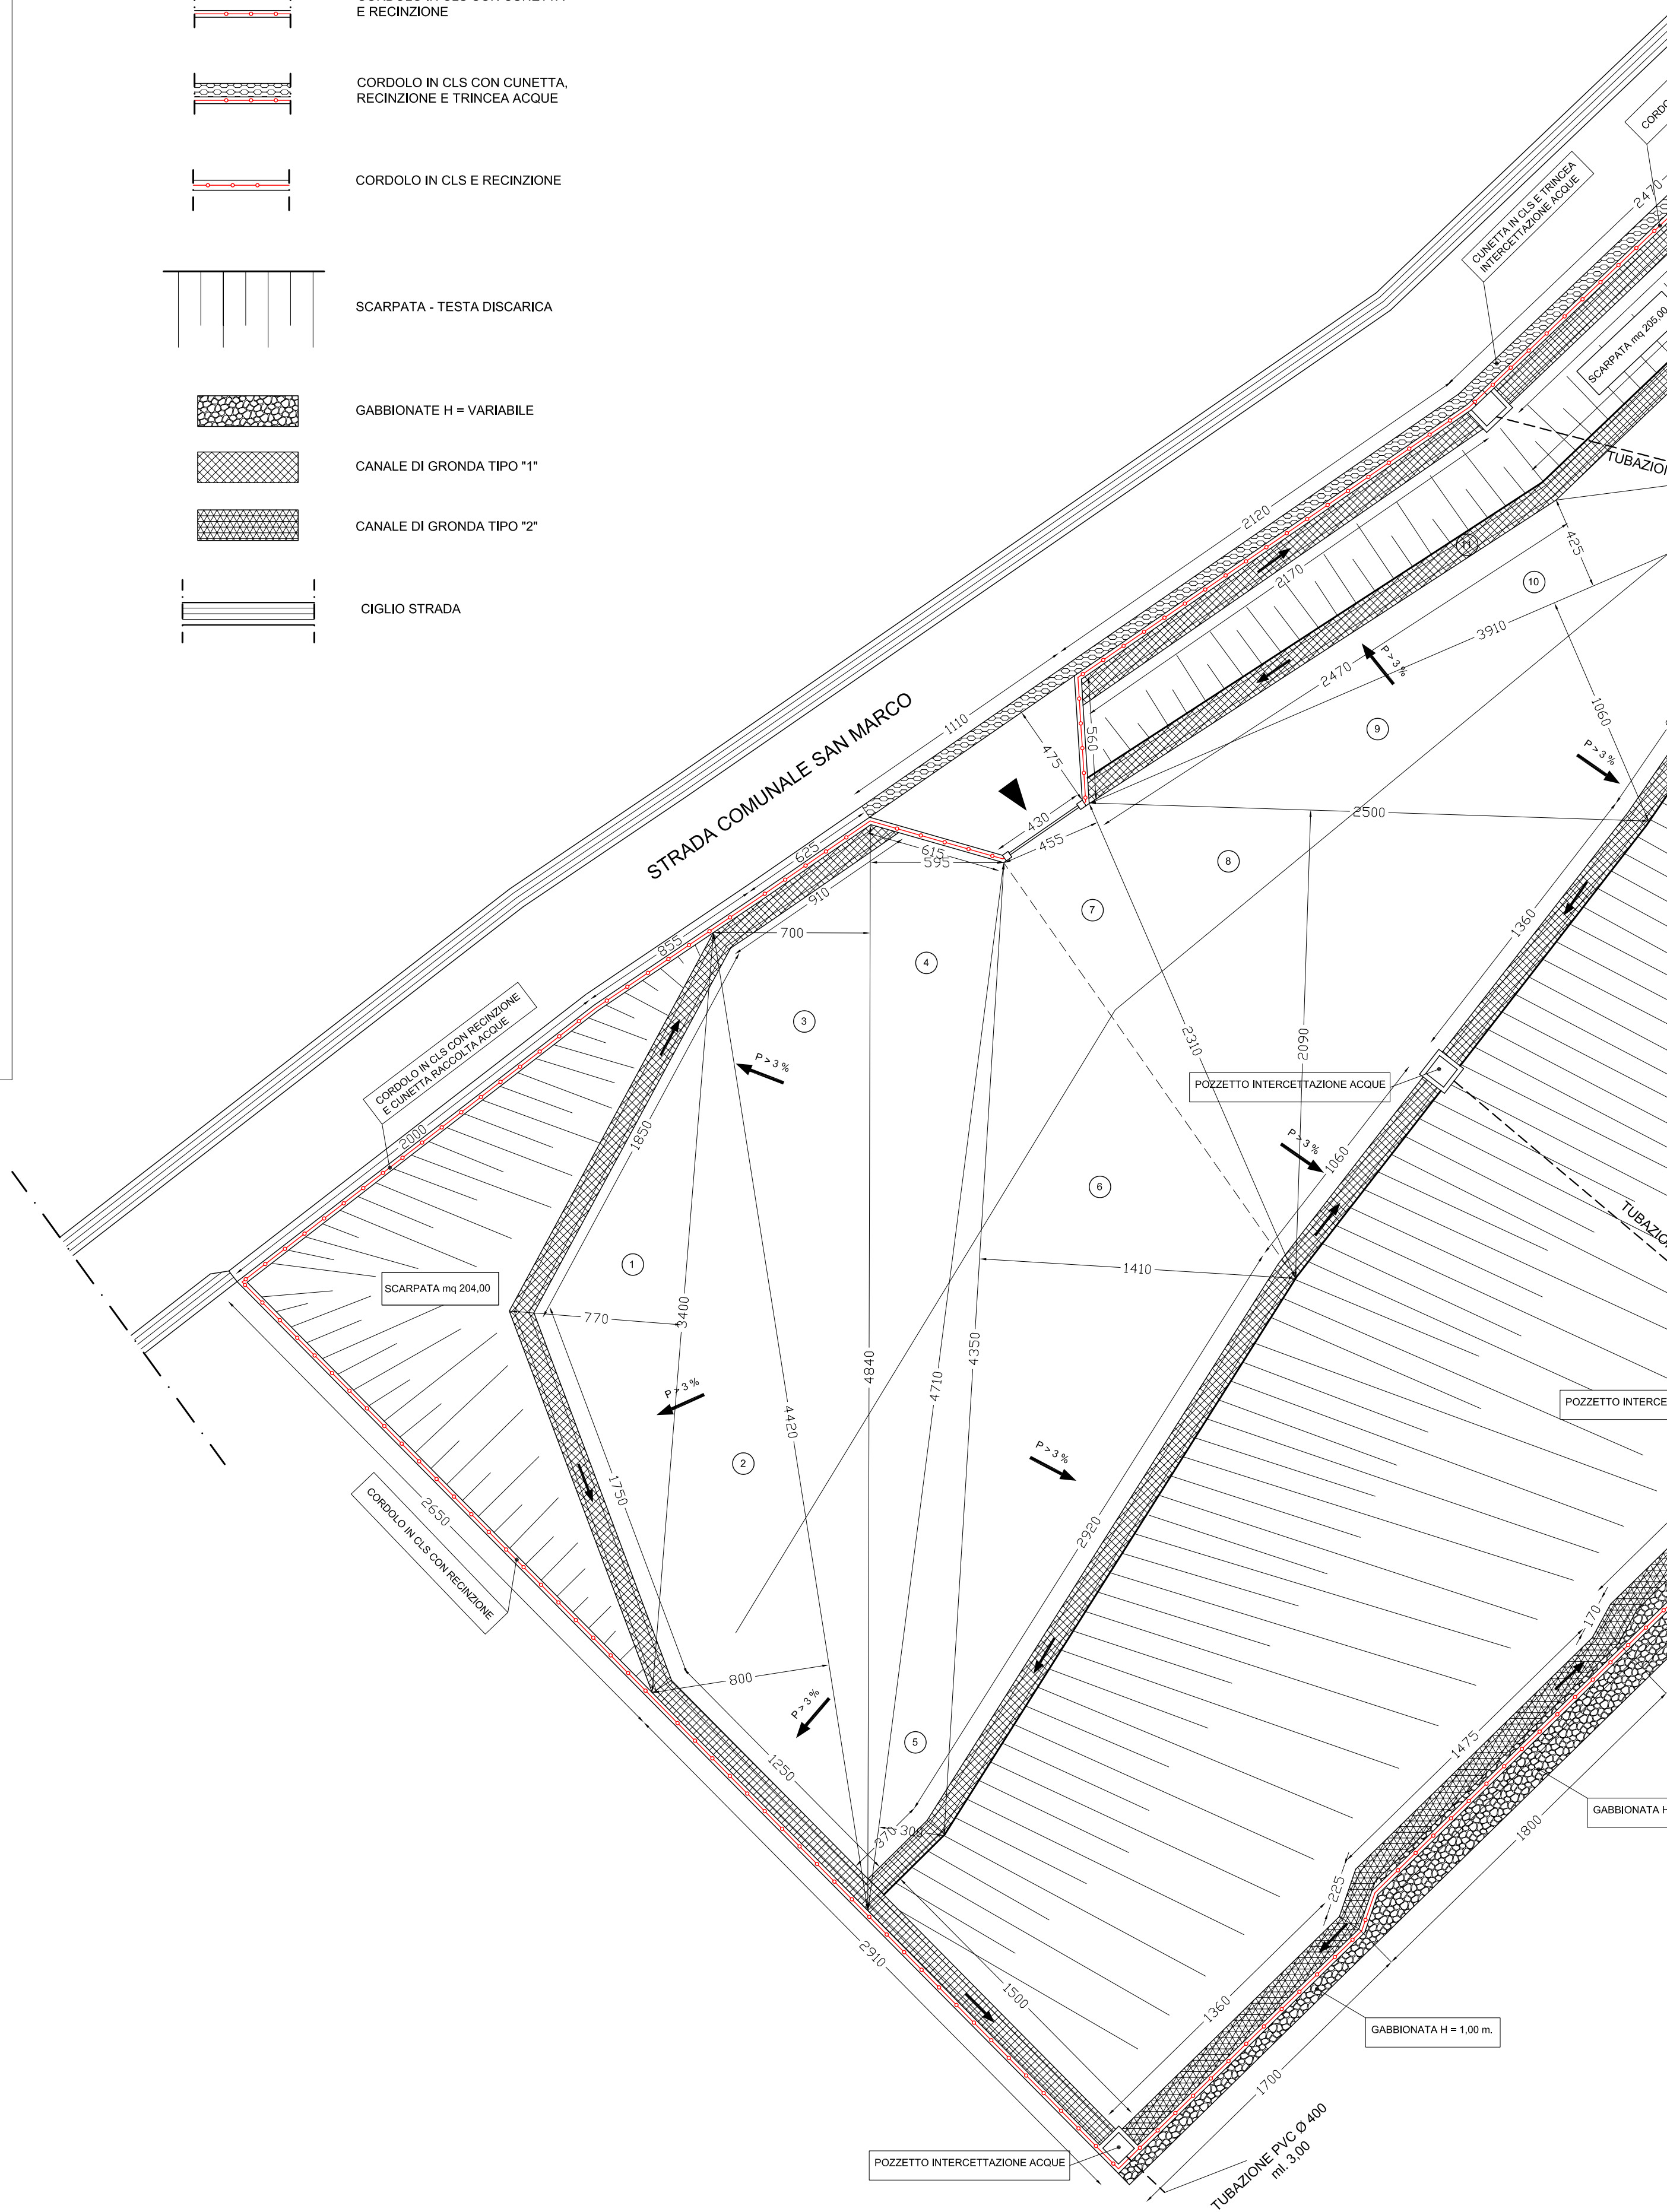 E RECINZIONE
CORDOLO IN CLS CON CUNETTA,
RECINZIONE E TRINCEA ACQUE
CORDOLO IN CLS E RECINZIONE
SCARPATA - TESTA DISCARICA
GABBIONATE H = VARIABILE
CANALE DI GRONDA TIPO "1"
CANALE DI GRONDA TIPO "2"
CIGLIO STRADA
CUNETTA IN CLS E TRINCEA
INTERCETTAZIONE ACQUE
2470
SCARPATA mq 205,00
2120
2170
425
11
10
3910
2470
P > 3 %
1060
9
P > 3 %
STRADA COMUNALE SAN MARCO
1110
475
560
430
455
2500
625
615
595
910
8
7
1360
855
700
4
3
2310
2090
CORDOLO IN CLS CON RECINZIONE
E CUNETTA RACCOLTA ACQUE
2000
P > 3 %
1850
POZZETTO INTERCETTAZIONE ACQUE
P > 3 %
1060
6
1
1410
SCARPATA mq 204,00
770
3400
4350
4840
4710
4420
P > 3 %
2
P > 3 %
1750
2650
CORDOLO IN CLS CON RECINZIONE
2920
800
P > 3 %
5
1250
370
300
170
1475
1800
225
2910
1500
1360
GABBIONATA H = 1,00 m.
1700
POZZETTO INTERCETTAZIONE ACQUE
TUBAZIONE PVC Ø 400
ml. 3,00